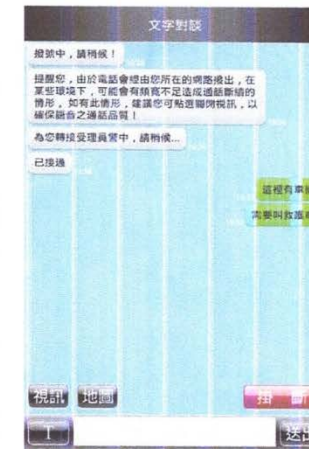 文字對談
撥號中，請稍候！
提醒您，由於電話會經由您所在的網路撥出，在
某些環境下，可能會有頻寬不足造成通話斷續的
情形，如有此情形，建議您可點選關閉視訊，以
確保語音之通話品質！
為您轉接受理員警中，請稍候...
已接通
這裡有車
需要叫救護
視訊 地圖 掛斷
T 送出